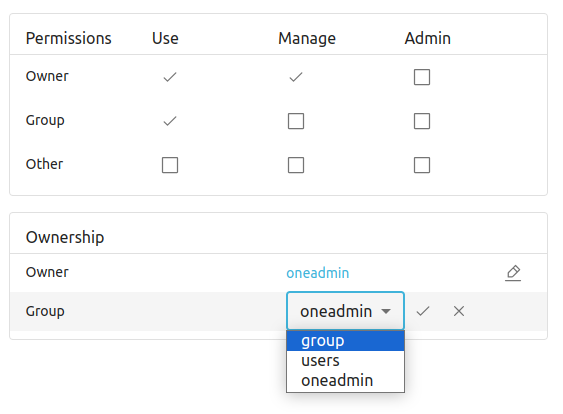 Permissions Use Manage Admin
Owner
Group
Other
Ownership
Owner oneadmin
Group oneadmin
group
users
oneadmin